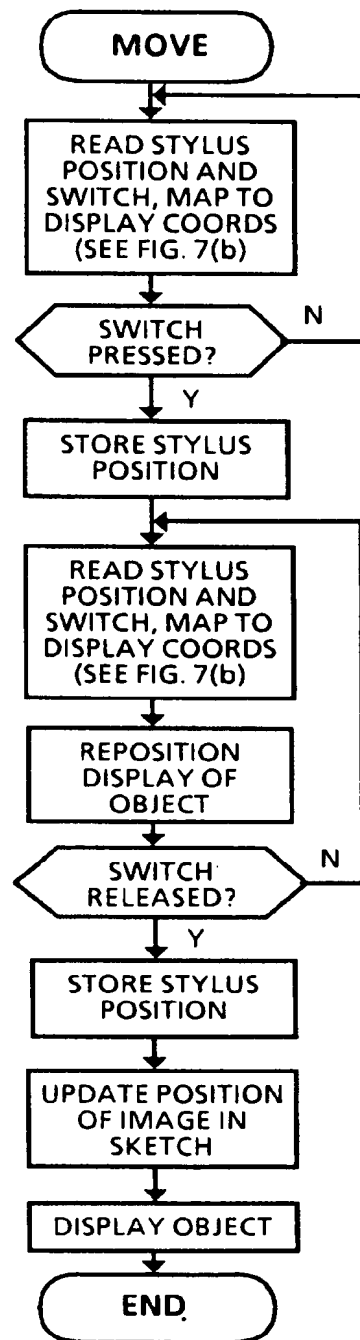 MOVE
READ STYLUS
POSITION AND
SWITCH, MAP TO
DISPLAY COORDS
(SEE FIG. 7(b)
SWITCH
PRESSED?
N
Y
STORE STYLUS
POSITION
READ STYLUS
POSITION AND
SWITCH, MAP TO
DISPLAY COORDS
(SEE FIG. 7(b)
REPOSITION
DISPLAY OF
OBJECT
SWITCH
RELEASED?
N
Y
STORE STYLUS
POSITION
UPDATE POSITION
OF IMAGE IN
SKETCH
DISPLAY OBJECT
END